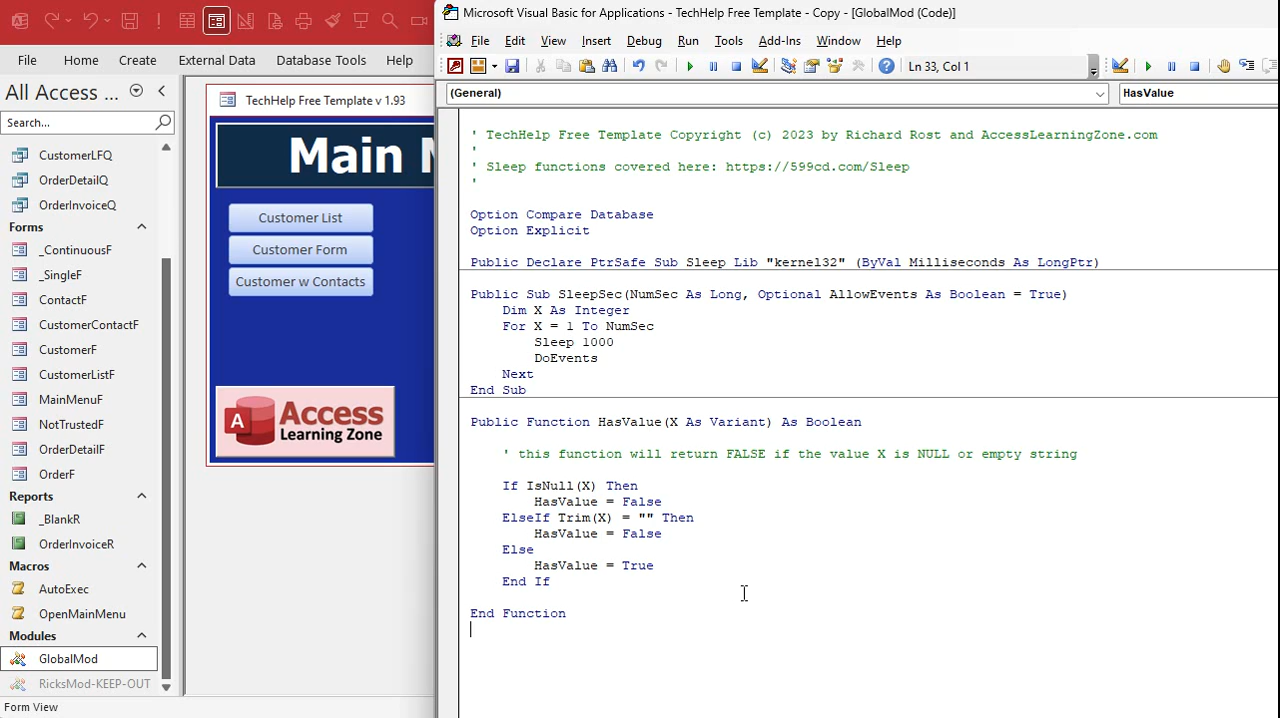 Microsoft Visual Basic for Applications - TechHelp Free Template - Copy - [GlobalMod (Code)]
File Home Create External Data Database Tools Help
File Edit View Insert Debug Run Tools Add-Ins Window Help
Ln 33, Col 1
All Access ...
Search...
CustomerLFQ
OrderDetailQ
OrderInvoiceQ
Forms
_ContinuousF
_SingleF
ContactF
CustomerContactF
CustomerF
CustomerListF
MainMenuF
NotTrustedF
OrderDetailF
OrderF
Reports
_BlankR
OrderInvoiceR
Macros
AutoExec
OpenMainMenu
Modules
GlobalMod
RicksMod-KEEP-OUT
Form View
TechHelp Free Template v 1.93
Main M
Customer List
Customer Form
Customer w Contacts
A Access
Learning Zone
(General)
HasValue
' TechHelp Free Template Copyright (c) 2023 by Richard Rost and AccessLearningZone.com
'
' Sleep functions covered here: https://599cd.com/Sleep
'
Option Compare Database
Option Explicit
Public Declare PtrSafe Sub Sleep Lib "kernel32" (ByVal Milliseconds As LongPtr)
Public Sub SleepSec(NumSec As Long, Optional AllowEvents As Boolean = True)
Dim X As Integer
For X = 1 To NumSec
Sleep 1000
DoEvents
Next
End Sub
Public Function HasValue(X As Variant) As Boolean
' this function will return FALSE if the value X is NULL or empty string
If IsNull(X) Then
HasValue = False
ElseIf Trim(X) = "" Then
HasValue = False
Else
HasValue = True
End If
End Function